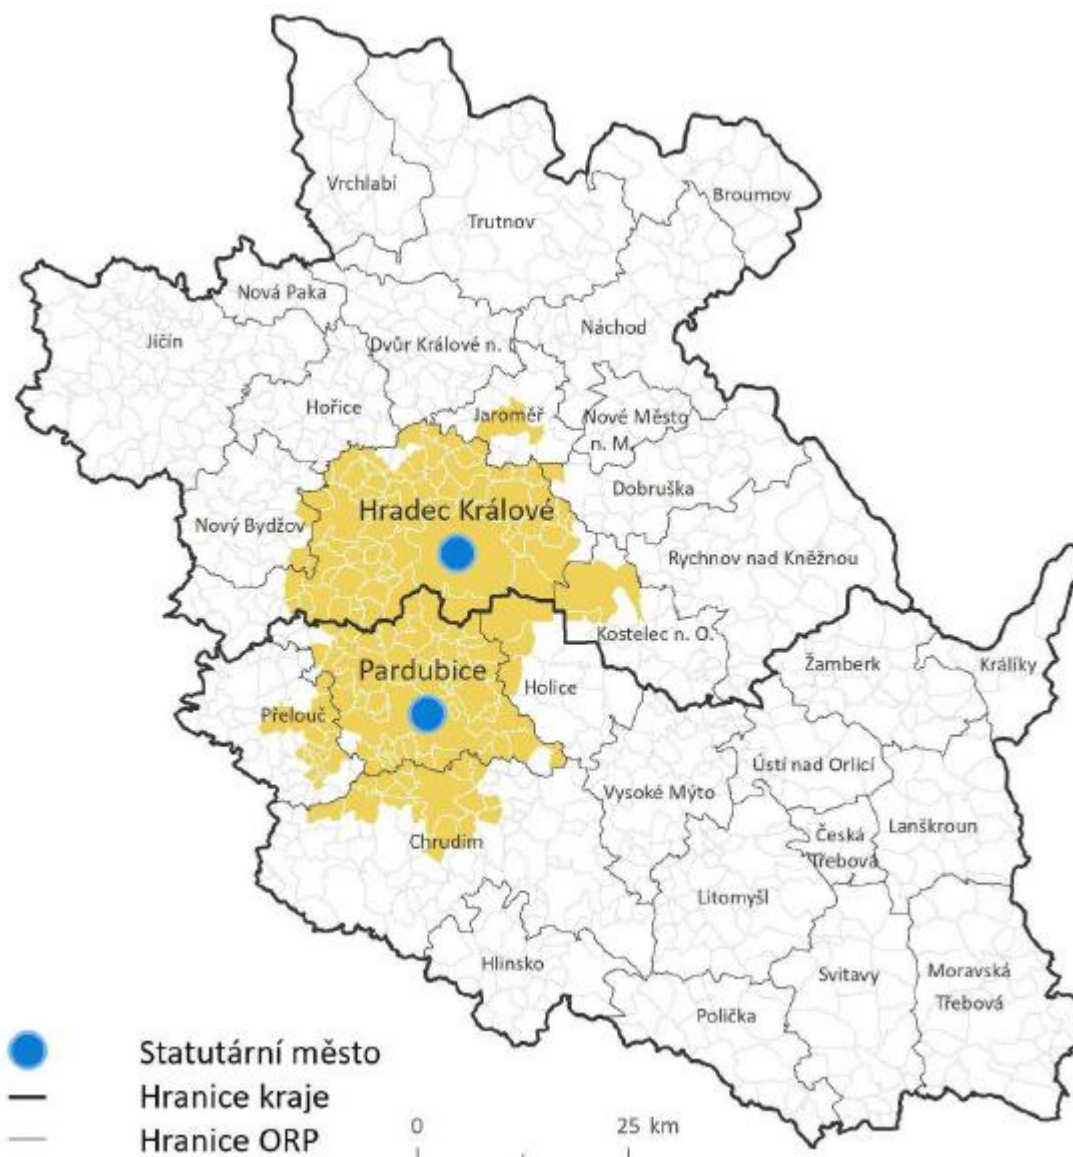 Vrchlabí
Trutnov
Broumov
Nová Paka
Jičín
Dvůr Králové n. L
Náchod
Hořice
Jaroměř
Nové Město
n. M.
Dobruška
Hradec Králové
Nový Bydžov
Rychnov nad Kněžnou
Kostelec n. O.
Žamberk
Králíky
Pardubice
Holice
Přelouč
Ústí nad Orlicí
Vysoké Mýto
Chrudim
Česká
Třebová
Lanškroun
Litomyšl
Hlinsko
Svitavy
Moravská
Třebová
Polička
Statutární město
Hranice kraje
Hranice ORP
0 25 km